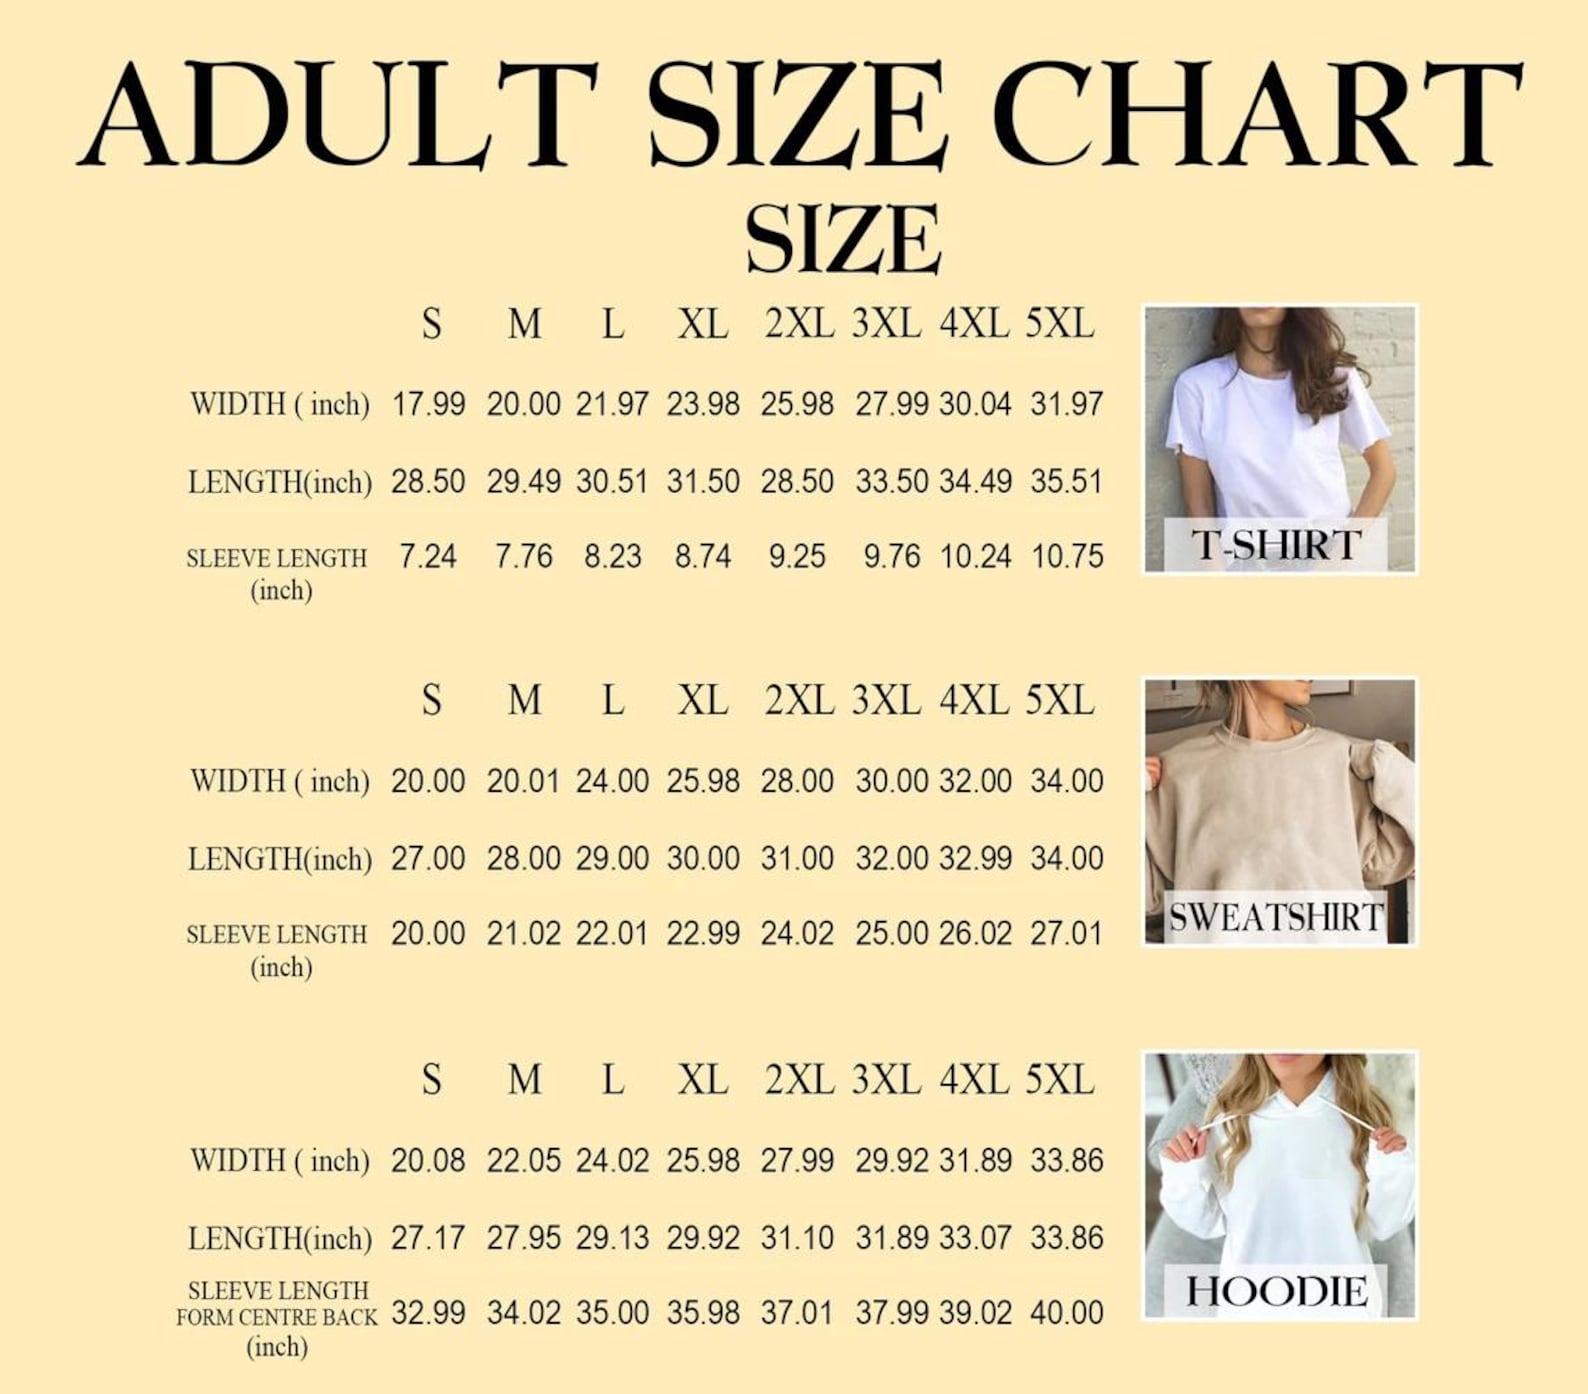 ADULT SIZE CHART
SIZE
S M L XL 2XL 3XL 4XL 5XL
WIDTH ( inch) 17.99 20.00 21.97 23.98 25.98 27.99 30.04 31.97
LENGTH(inch) 28.50 29.49 30.51 31.50 28.50 33.50 34.49 35.51
SLEEVE LENGTH 7.24 7.76 8.23 8.74 9.25 9.76 10.24 10.75
(inch)
T-SHIRT
S M L XL 2XL 3XL 4XL 5XL
WIDTH ( inch) 20.00 20.01 24.00 25.98 28.00 30.00 32.00 34.00
LENGTH(inch) 27.00 28.00 29.00 30.00 31.00 32.00 32.99 34.00
SLEEVE LENGTH 20.00 21.02 22.01 22.99 24.02 25.00 26.02 27.01
(inch)
SWEATSHIRT
S M L XL 2XL 3XL 4XL 5XL
WIDTH ( inch) 20.08 22.05 24.02 25.98 27.99 29.92 31.89 33.86
LENGTH(inch) 27.17 27.95 29.13 29.92 31.10 31.89 33.07 33.86
SLEEVE LENGTH
FORM CENTRE BACK 32.99 34.02 35.00 35.98 37.01 37.99 39.02 40.00
(inch)
HOODIE